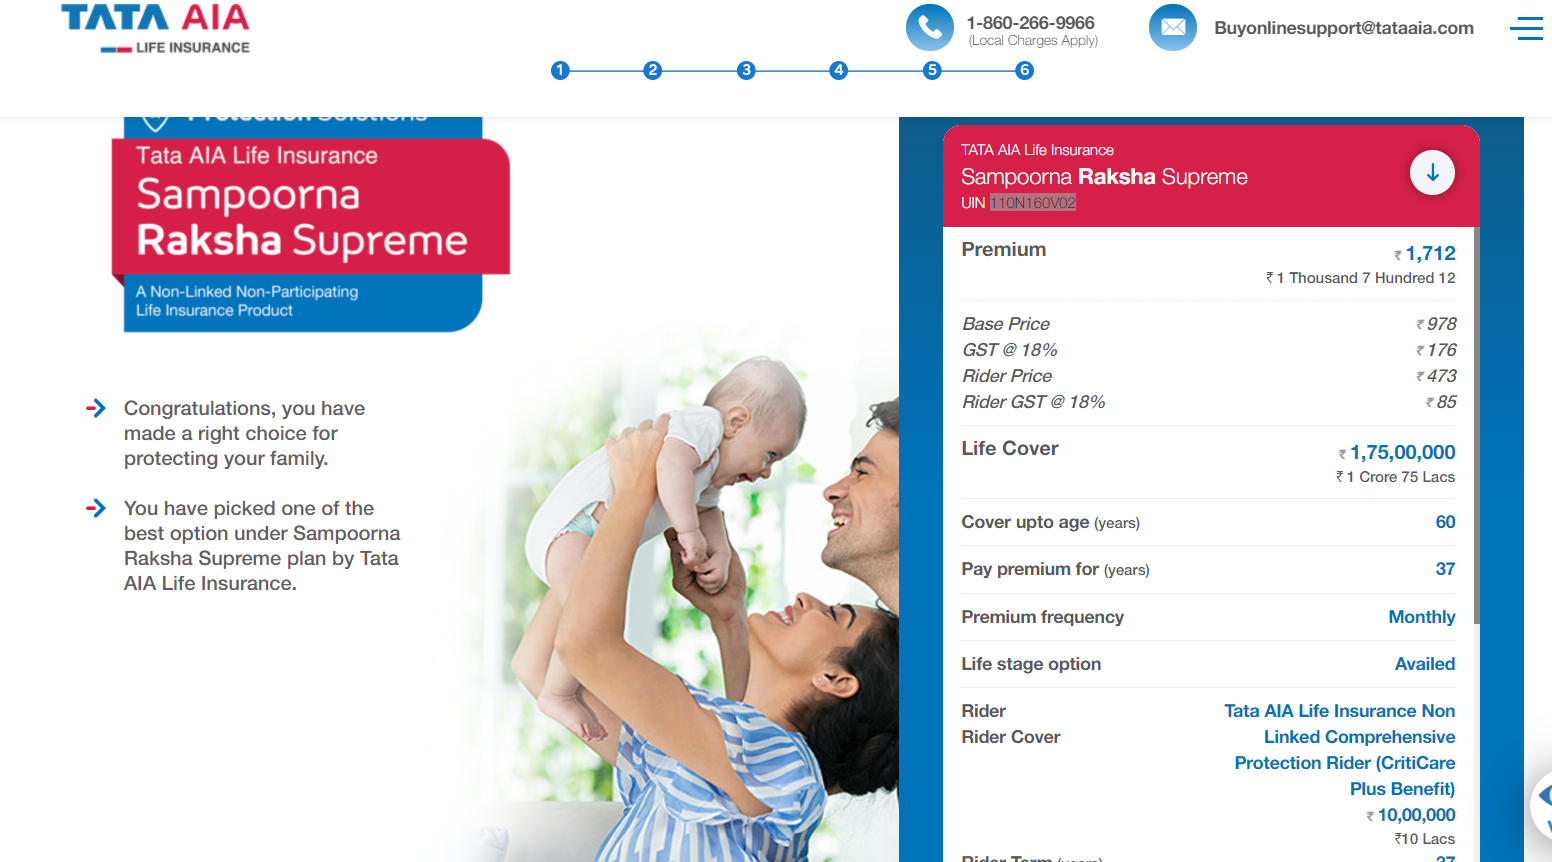 TATA AIA
LIFE INSURANCE
1-860-266-9966
(Local Charges Apply)
Buyonlinesupport@tataaia.com
1 2 3 4 5 6
Protection Solutions
Tata AIA Life Insurance
Sampoorna
Raksha Supreme
A Non-Linked Non-Participating
Life Insurance Product
Congratulations, you have
made a right choice for
protecting your family.
You have picked one of the
best option under Sampoorna
Raksha Supreme plan by Tata
AIA Life Insurance.
TATA AIA Life Insurance
Sampoorna Raksha Supreme
UIN 110N160V02
Premium ₹ 1,712
₹ 1 Thousand 7 Hundred 12
Base Price ₹ 978
GST @ 18% ₹ 176
Rider Price ₹ 473
Rider GST @ 18% ₹ 85
Life Cover ₹ 1,75,00,000
₹ 1 Crore 75 Lacs
Cover upto age (years) 60
Pay premium for (years) 37
Premium frequency Monthly
Life stage option Availed
Rider Tata AIA Life Insurance Non
Rider Cover Linked Comprehensive
Protection Rider (CritiCare
Plus Benefit)
₹ 10,00,000
₹10 Lacs
Rider Term (years) 37